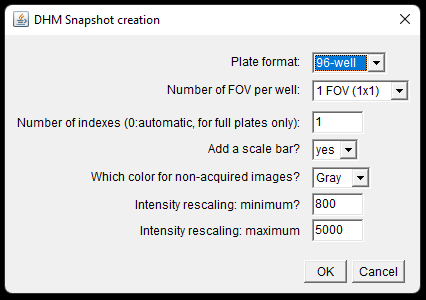 DHM Snapshot creation
Plate format: 96-well
Number of FOV per well: 1 FOV (1x1)
Number of indexes (0:automatic, for full plates only): 1
Add a scale bar? yes
Which color for non-acquired images? Gray
Intensity rescaling: minimum? 800
Intensity rescaling: maximum 5000
OK Cancel